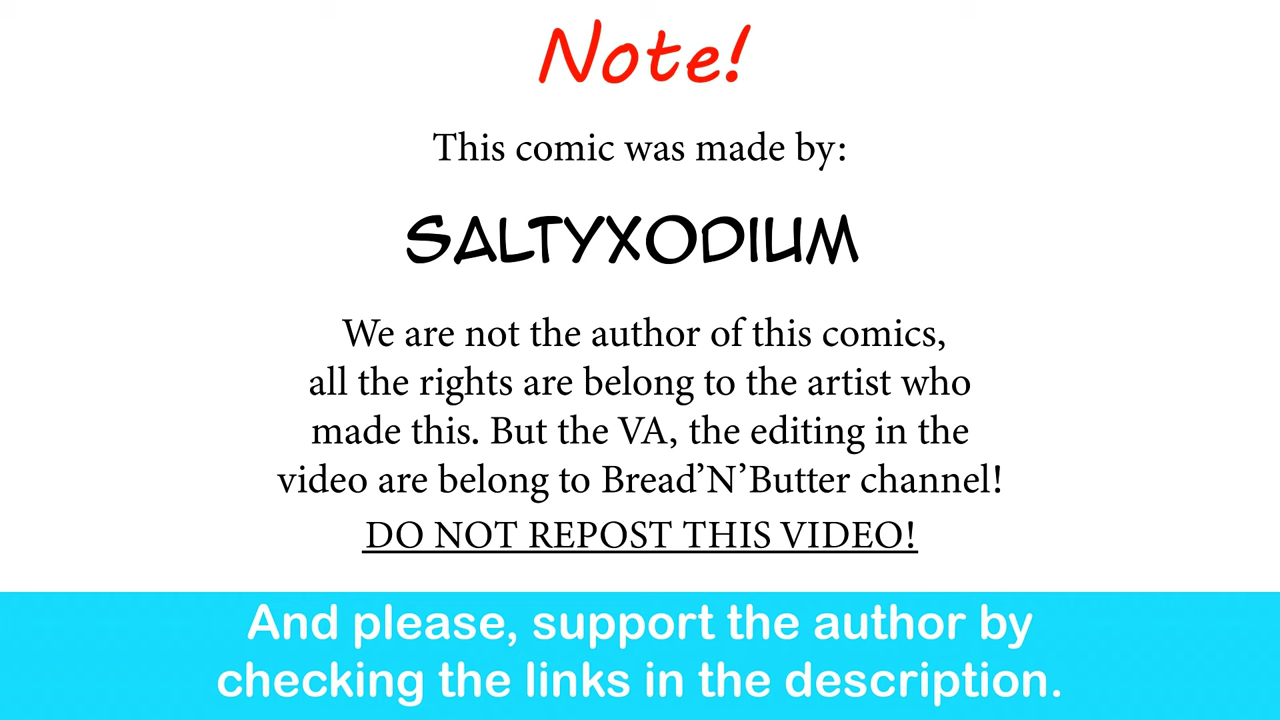 Note!
This comic was made by:
SALTYXODIUM
We are not the author of this comics,
all the rights are belong to the artist who
made this. But the VA, the editing in the
video are belong to Bread’N’Butter channel!
DO NOT REPOST THIS VIDEO!
And please, support the author by
checking the links in the description.